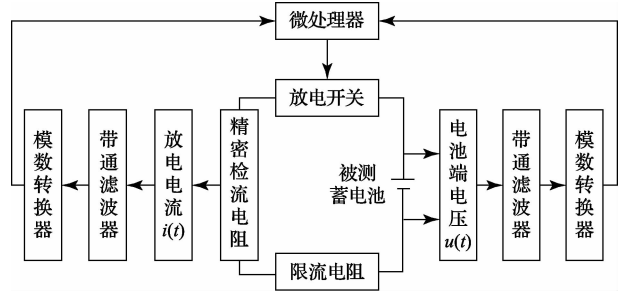 微处理器
放电开关
模数转换器
带通滤波器
放电电流i(t)
精密检流电阻
被测
蓄电池
电池端电压u(t)
带通滤波器
模数转换器
限流电阻